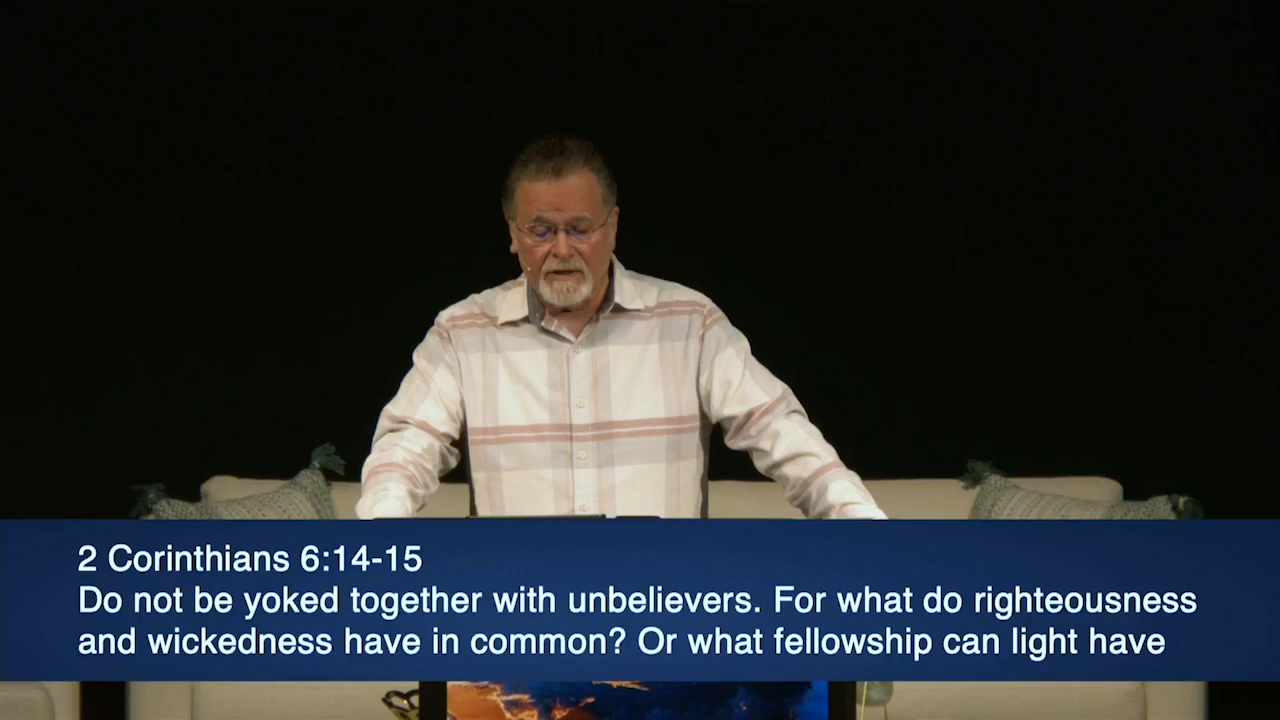 2 Corinthians 6:14-15
Do not be yoked together with unbelievers. For what do righteousness
and wickedness have in common? Or what fellowship can light have